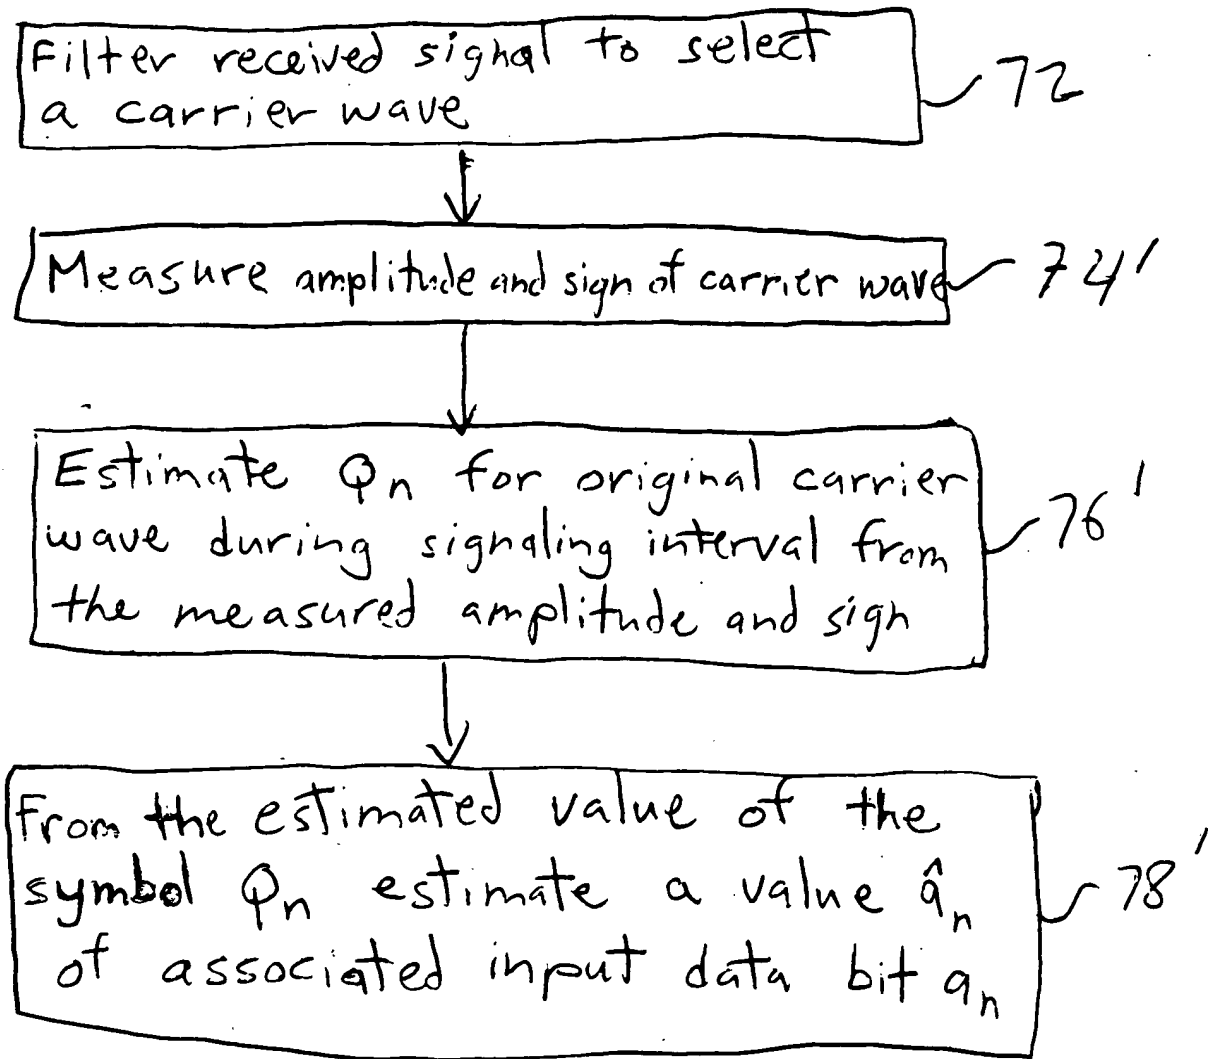 Filter received signal to select
a carrier wave
72
Measure amplitude and sign of carrier wave
74'
Estimate φn for original carrier
wave during signaling interval from
the measured amplitude and sign
76'
From the estimated value of the
symbol φn estimate a value ân
of associated input data bit an
78'